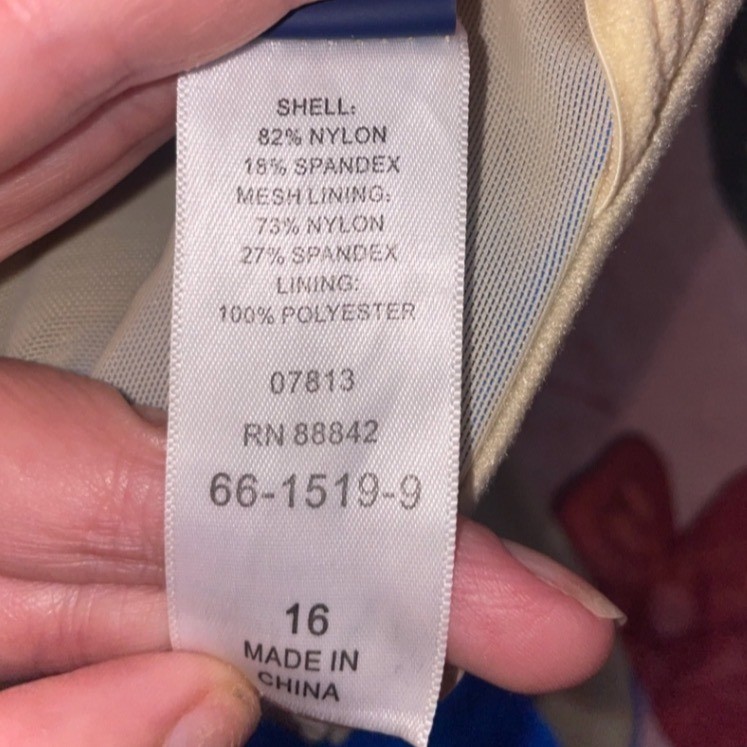 SHELL:
82% NYLON
18% SPANDEX
MESH LINING:
73% NYLON
27% SPANDEX
LINING:
100% POLYESTER
07813
RN 88842
66-1519-9
16
MADE IN
CHINA